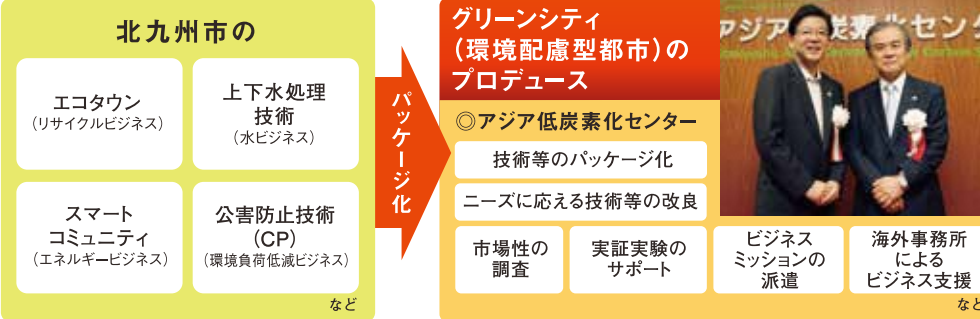 北九州市の
エコタウン
(リサイクルビジネス)
上下水処理
技術
(水ビジネス)
スマート
コミュニティ
(エネルギービジネス)
公害防止技術
(CP)
(環境負荷低減ビジネス)
など
パッケージ化
グリーンシティ
(環境配慮型都市)の
プロデュース
◎アジア低炭素化センター
技術等のパッケージ化
ニーズに応える技術等の改良
市場性の
調査
実証実験の
サポート
ビジネス
ミッションの
派遣
海外事務所
による
ビジネス支援
など
アジア 炭素化セン